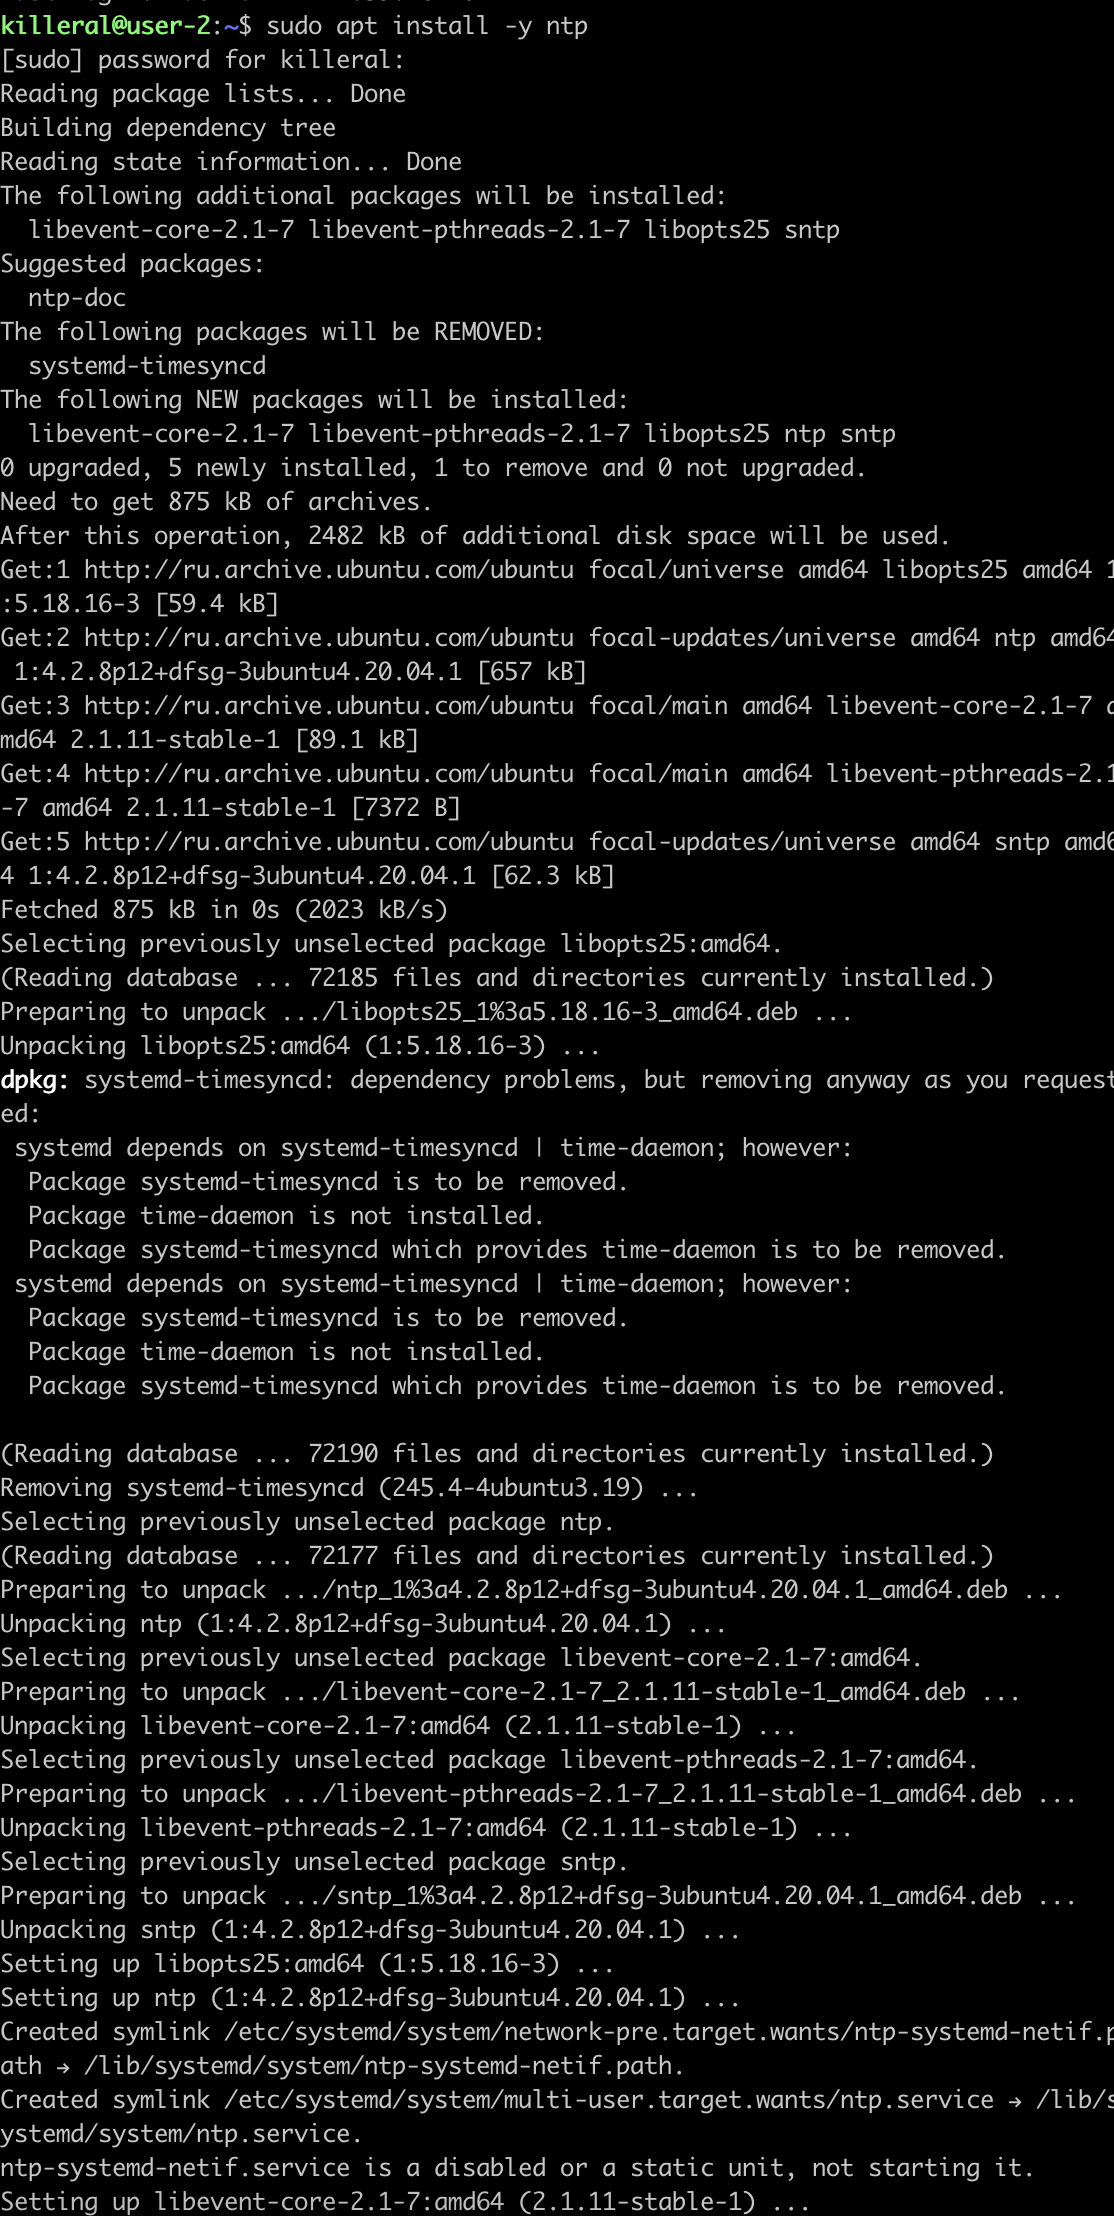 killeral@user-2:~$ sudo apt install -y ntp
[sudo] password for killeral:
Reading package lists... Done
Building dependency tree
Reading state information... Done
The following additional packages will be installed:
  libevent-core-2.1-7 libevent-pthreads-2.1-7 libopts25 sntp
Suggested packages:
  ntp-doc
The following packages will be REMOVED:
  systemd-timesyncd
The following NEW packages will be installed:
  libevent-core-2.1-7 libevent-pthreads-2.1-7 libopts25 ntp sntp
0 upgraded, 5 newly installed, 1 to remove and 0 not upgraded.
Need to get 875 kB of archives.
After this operation, 2482 kB of additional disk space will be used.
Get:1 http://ru.archive.ubuntu.com/ubuntu focal/universe amd64 libopts25 amd64 1
:5.18.16-3 [59.4 kB]
Get:2 http://ru.archive.ubuntu.com/ubuntu focal-updates/universe amd64 ntp amd64
 1:4.2.8p12+dfsg-3ubuntu4.20.04.1 [657 kB]
Get:3 http://ru.archive.ubuntu.com/ubuntu focal/main amd64 libevent-core-2.1-7 a
md64 2.1.11-stable-1 [89.1 kB]
Get:4 http://ru.archive.ubuntu.com/ubuntu focal/main amd64 libevent-pthreads-2.1
-7 amd64 2.1.11-stable-1 [7372 B]
Get:5 http://ru.archive.ubuntu.com/ubuntu focal-updates/universe amd64 sntp amd6
4 1:4.2.8p12+dfsg-3ubuntu4.20.04.1 [62.3 kB]
Fetched 875 kB in 0s (2023 kB/s)
Selecting previously unselected package libopts25:amd64.
(Reading database ... 72185 files and directories currently installed.)
Preparing to unpack .../libopts25_1%3a5.18.16-3_amd64.deb ...
Unpacking libopts25:amd64 (1:5.18.16-3) ...
dpkg: systemd-timesyncd: dependency problems, but removing anyway as you request
ed:
 systemd depends on systemd-timesyncd | time-daemon; however:
  Package systemd-timesyncd is to be removed.
  Package time-daemon is not installed.
  Package systemd-timesyncd which provides time-daemon is to be removed.
 systemd depends on systemd-timesyncd | time-daemon; however:
  Package systemd-timesyncd is to be removed.
  Package time-daemon is not installed.
  Package systemd-timesyncd which provides time-daemon is to be removed.

(Reading database ... 72190 files and directories currently installed.)
Removing systemd-timesyncd (245.4-4ubuntu3.19) ...
Selecting previously unselected package ntp.
(Reading database ... 72177 files and directories currently installed.)
Preparing to unpack .../ntp_1%3a4.2.8p12+dfsg-3ubuntu4.20.04.1_amd64.deb ...
Unpacking ntp (1:4.2.8p12+dfsg-3ubuntu4.20.04.1) ...
Selecting previously unselected package libevent-core-2.1-7:amd64.
Preparing to unpack .../libevent-core-2.1-7_2.1.11-stable-1_amd64.deb ...
Unpacking libevent-core-2.1-7:amd64 (2.1.11-stable-1) ...
Selecting previously unselected package libevent-pthreads-2.1-7:amd64.
Preparing to unpack .../libevent-pthreads-2.1-7_2.1.11-stable-1_amd64.deb ...
Unpacking libevent-pthreads-2.1-7:amd64 (2.1.11-stable-1) ...
Selecting previously unselected package sntp.
Preparing to unpack .../sntp_1%3a4.2.8p12+dfsg-3ubuntu4.20.04.1_amd64.deb ...
Unpacking sntp (1:4.2.8p12+dfsg-3ubuntu4.20.04.1) ...
Setting up libopts25:amd64 (1:5.18.16-3) ...
Setting up ntp (1:4.2.8p12+dfsg-3ubuntu4.20.04.1) ...
Created symlink /etc/systemd/system/network-pre.target.wants/ntp-systemd-netif.p
ath → /lib/systemd/system/ntp-systemd-netif.path.
Created symlink /etc/systemd/system/multi-user.target.wants/ntp.service → /lib/s
ystemd/system/ntp.service.
ntp-systemd-netif.service is a disabled or a static unit, not starting it.
Setting up libevent-core-2.1-7:amd64 (2.1.11-stable-1) ...